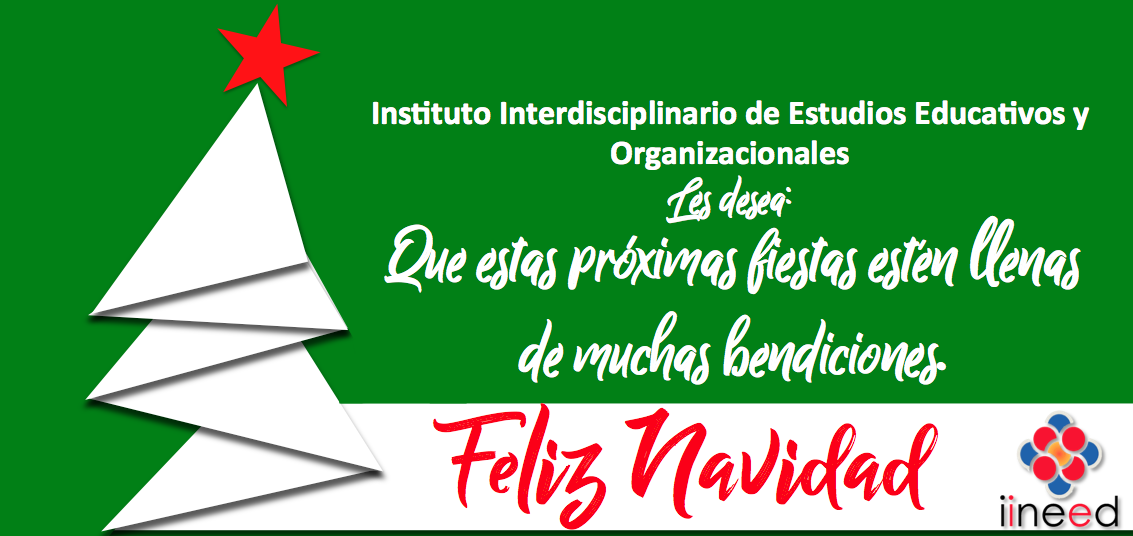 Instituto Interdisciplinario de Estudios Educativos y
Organizacionales
Les desea:
Que estas próximas fiestas estén llenas
de muchas bendiciones.
Feliz Navidad
iineed